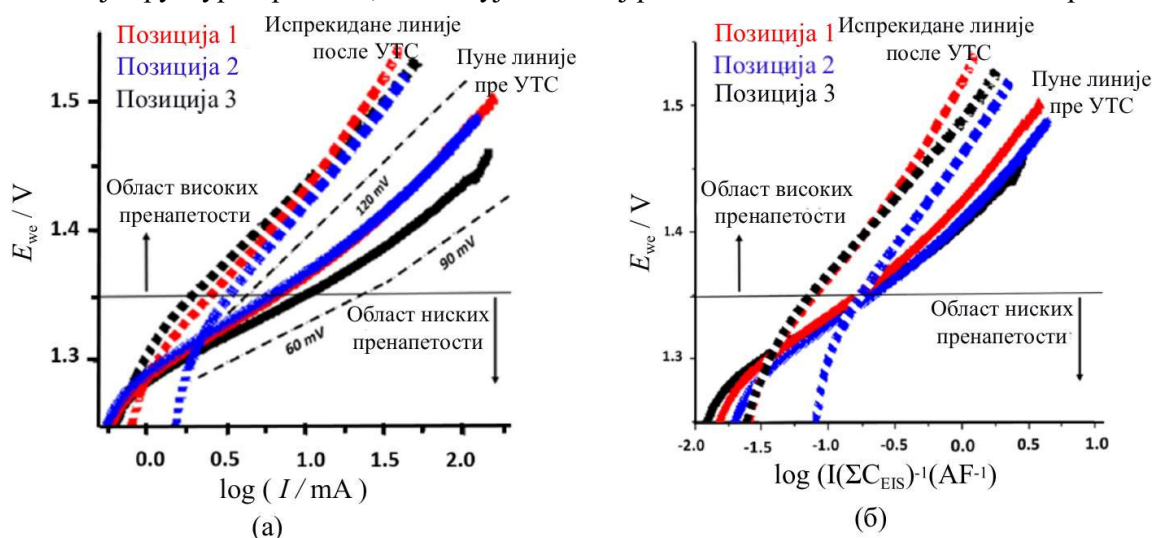 Позиција 1
Позиција 2
Позиција 3
Испрекидане линије
после УТС
Пуне линије
пре УТС
1.5
1.4
1.3
E_we / V
Област високих
пренапетости
120 mV
90 mV
60 mV
Област ниских
пренапетости
0.0 0.5 1.0 1.5 2.0
log ( I / mA )
(а)
Позиција 1
Позиција 2
Позиција 3
Испрекидане линије
после УТС
Пуне линије
пре УТС
1.5
1.4
1.3
E_we / V
Област високих
пренапетости
Област ниских
пренапетости
-2.0 -1.5 -1.0 -0.5 0.0 0.5 1.0
log (I(ΣC_EIS)⁻¹(AF⁻¹)
(б)